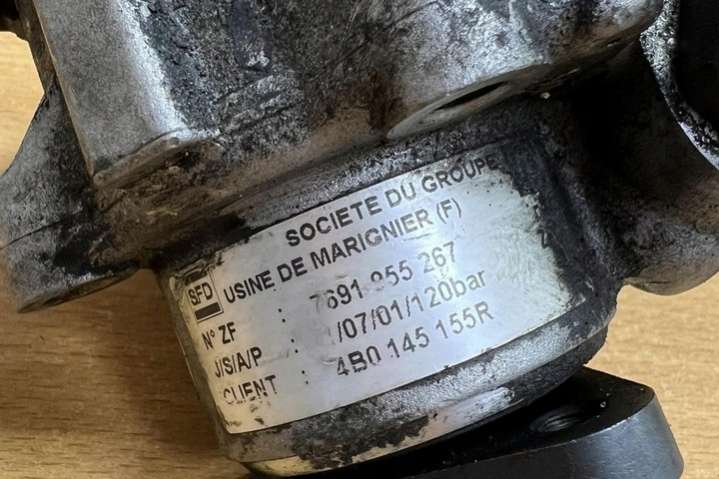 SOCIETE DU GROUPE
SFD USINE DE MARIGNIER (F)
N° ZF : 7691 955 267
J/S/A/P : /07/01/120bar
CLIENT : 4B0 145 155R